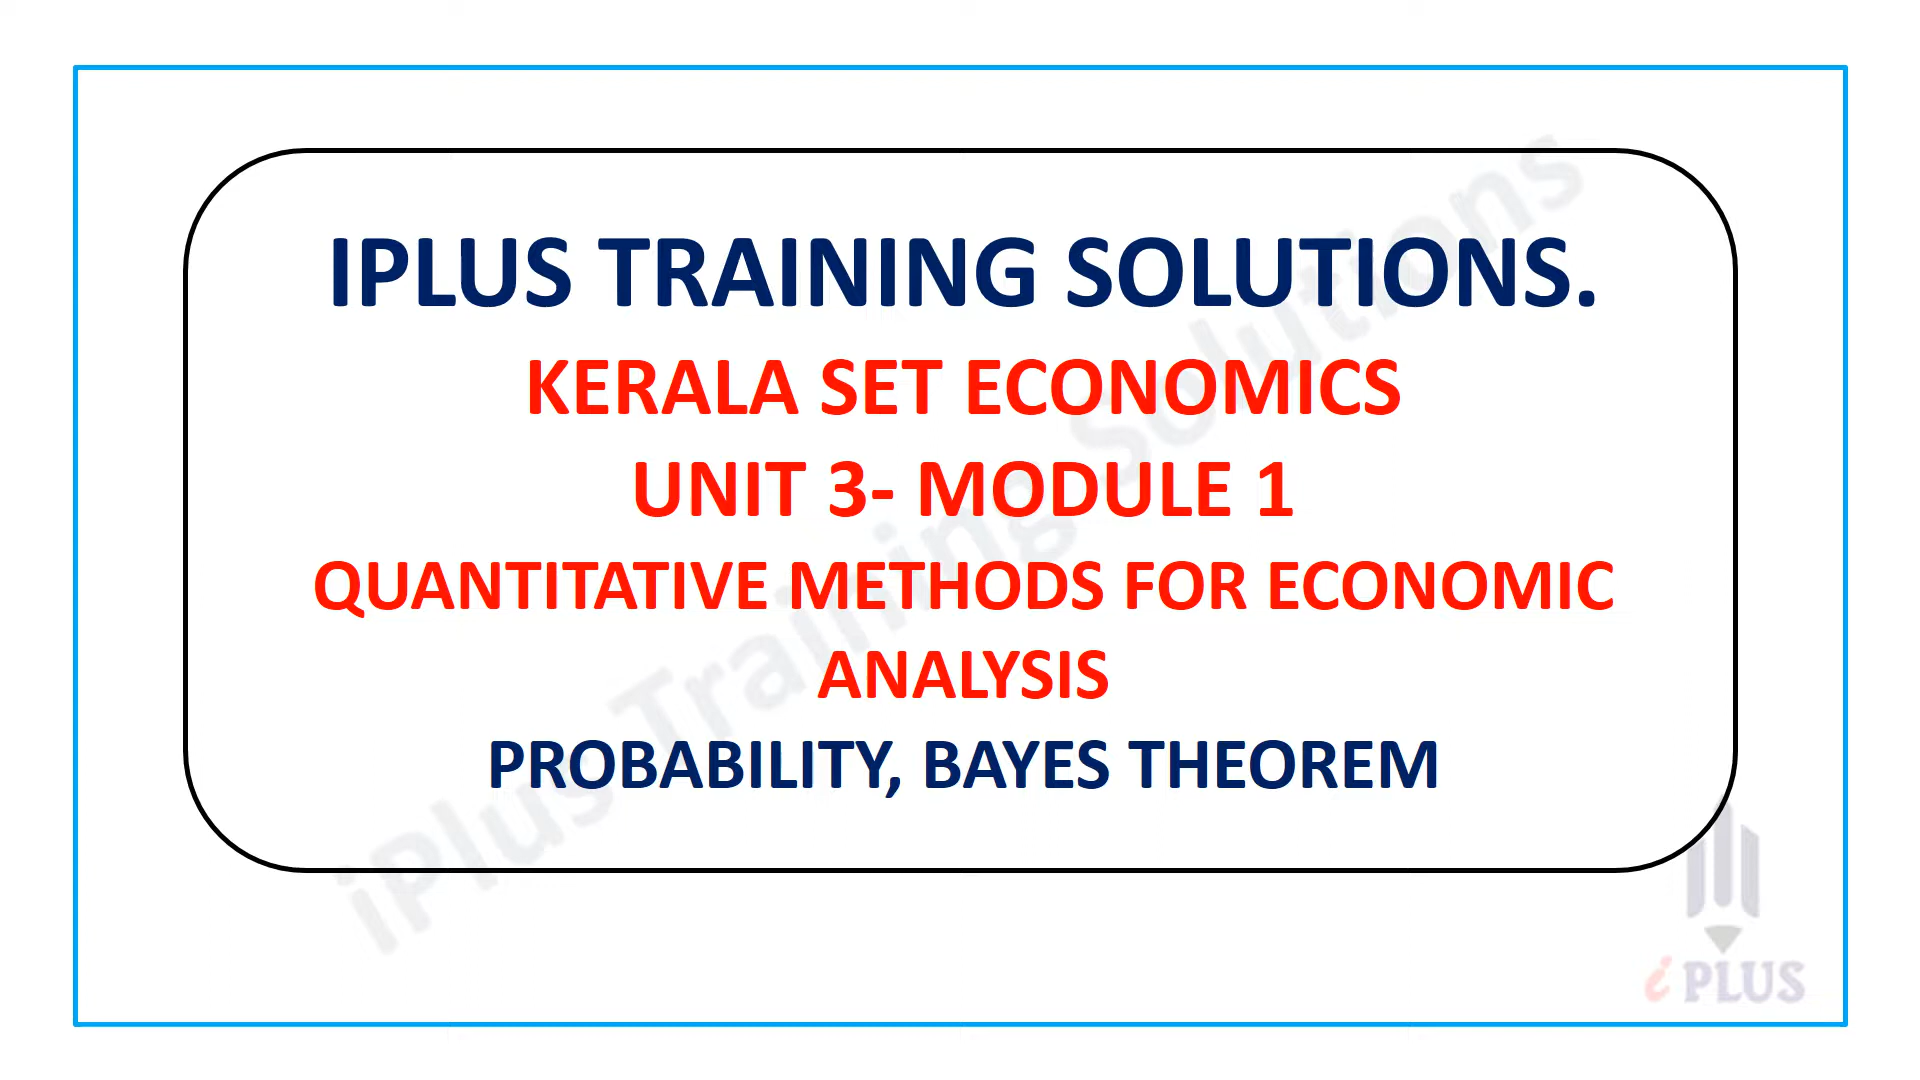 IPLUS TRAINING SOLUTIONS.
KERALA SET ECONOMICS
UNIT 3- MODULE 1
QUANTITATIVE METHODS FOR ECONOMIC
ANALYSIS
PROBABILITY, BAYES THEOREM
iPlus Training Solutions
i PLUS